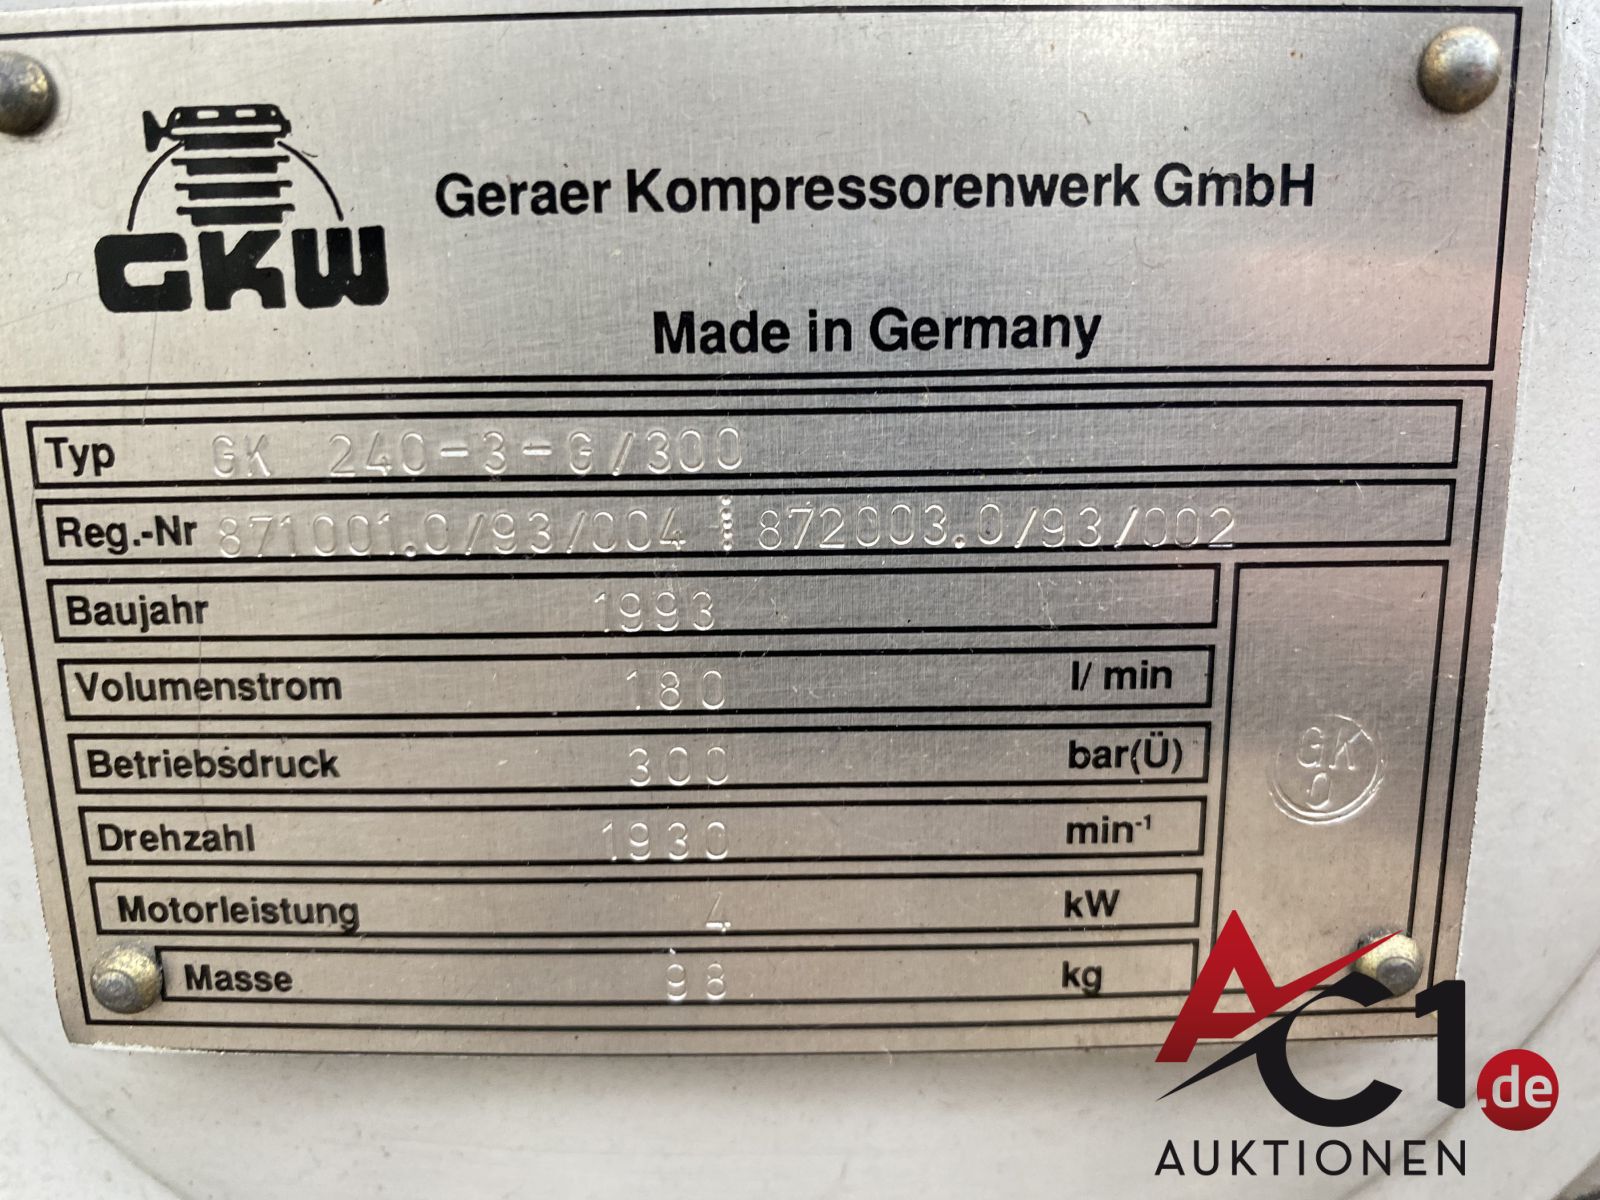 GKW
Geraer Kompressorenwerk GmbH
Made in Germany
Typ GK 240-3-G/300
Reg.-Nr 871001.0/93/004 872003.0/93/002
Baujahr 1993
Volumenstrom 180 l/ min
Betriebsdruck 300 bar(Ü)
Drehzahl 1930 min⁻¹
Motorleistung 4 kW
Masse 98 kg
GK
0
AC1.de
AUKTIONEN